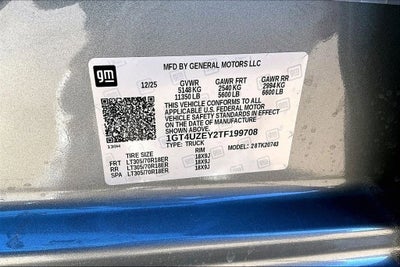 MFD BY GENERAL MOTORS LLC
gm
12/25 GVWR GAWR FRT GAWR RR
5148 KG 2540 KG 2994 KG
11350 LB 5600 LB 6600 LB
THIS VEHICLE CONFORMS TO ALL
APPLICABLE U.S. FEDERAL MOTOR
VEHICLE SAFETY STANDARDS IN EFFECT
ON THE DATE OF MANUFACTURE
1GT4UZEY2TF199708
TYPE: TRUCK
TIRE SIZE RIM MODEL: 20TK20743
FRT LT305/70R18ER 18X9J
RR LT305/70R18ER 18X9J
SPA LT305/70R18ER 18X9J